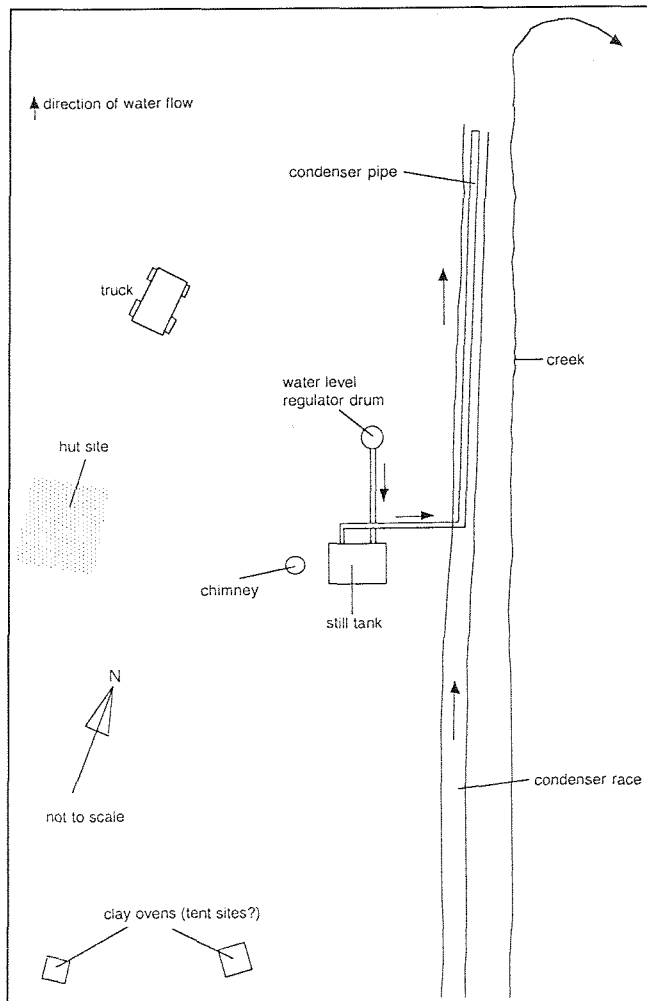 direction of water flow
condenser pipe
truck
creek
water level
regulator drum
hut site
chimney
still tank
N
condenser race
not to scale
clay ovens (tent sites?)